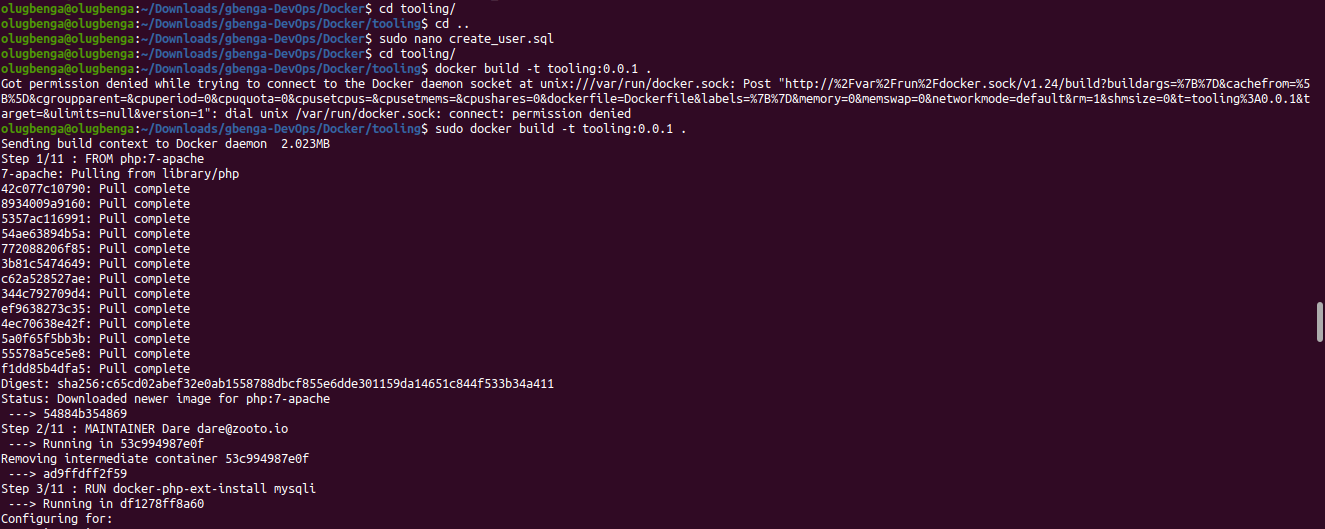 olugbenga@olugbenga:~/Downloads/gbenga-DevOps/Docker$ cd tooling/
olugbenga@olugbenga:~/Downloads/gbenga-DevOps/Docker/tooling$ cd ..
olugbenga@olugbenga:~/Downloads/gbenga-DevOps/Docker$ sudo nano create_user.sql
olugbenga@olugbenga:~/Downloads/gbenga-DevOps/Docker$ cd tooling/
olugbenga@olugbenga:~/Downloads/gbenga-DevOps/Docker/tooling$ docker build -t tooling:0.0.1 .
Got permission denied while trying to connect to the Docker daemon socket at unix:///var/run/docker.sock: Post "http://%2Fvar%2Frun%2Fdocker.sock/v1.24/build?buildargs=%7B%7D&cachefrom=%5
B%5D&cgroupparent=&cpuperiod=0&cpuquota=0&cpusetcpus=&cpusetmems=&cpushares=0&dockerfile=Dockerfile&labels=%7B%7D&memory=0&memswap=0&networkmode=default&rm=1&shmsize=0&t=tooling%3A0.0.1&t
arget=&ulimits=null&version=1": dial unix /var/run/docker.sock: connect: permission denied
olugbenga@olugbenga:~/Downloads/gbenga-DevOps/Docker/tooling$ sudo docker build -t tooling:0.0.1 .
Sending build context to Docker daemon  2.023MB
Step 1/11 : FROM php:7-apache
7-apache: Pulling from library/php
42c077c10790: Pull complete
8934009a9160: Pull complete
5357ac116991: Pull complete
54ae63894b5a: Pull complete
772088206f85: Pull complete
3b81c5474649: Pull complete
c62a528527ae: Pull complete
344c792709d4: Pull complete
ef9638273c35: Pull complete
4ec70638e42f: Pull complete
5a0f65f5bb3b: Pull complete
55578a5ce5e8: Pull complete
f1dd85b4dfa5: Pull complete
Digest: sha256:c65cd02abef32e0ab1558788dbcf855e6dde301159da14651c844f533b34a411
Status: Downloaded newer image for php:7-apache
 ---> 54884b354869
Step 2/11 : MAINTAINER Dare dare@zooto.io
 ---> Running in 53c994987e0f
Removing intermediate container 53c994987e0f
 ---> ad9ffdff2f59
Step 3/11 : RUN docker-php-ext-install mysqli
 ---> Running in df1278ff8a60
Configuring for: